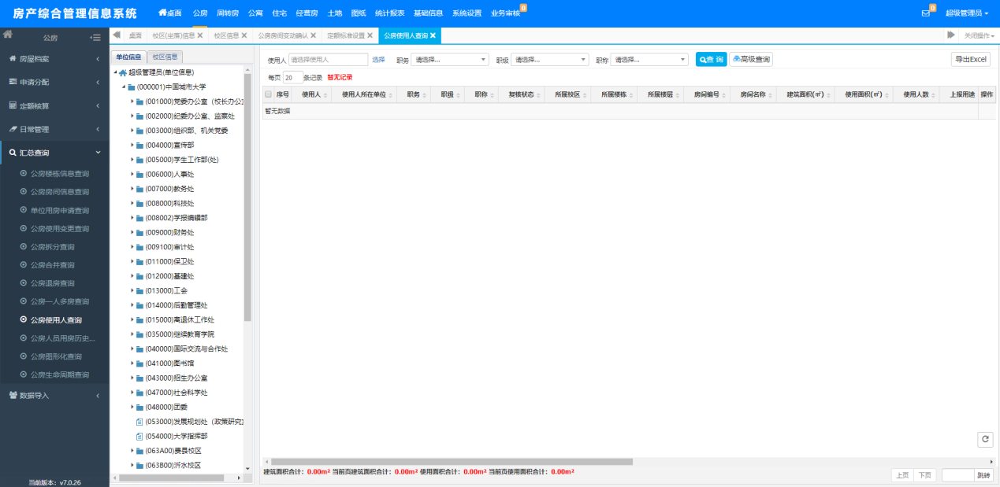 房产综合管理信息系统
桌面 公房 周转房 公寓 住宅 经营房 土地 图纸 统计报表 基础信息 系统设置 业务审核 0
0 超级管理员
公房
桌面 校区(坐落)信息 校区信息 公房房间变动确认 定额标准设置 公房使用人查询 关闭操作
房屋档案
申请分配
定额核算
日常管理
汇总查询
公房楼栋信息查询
公房房间信息查询
单位用房申请查询
公房使用变更查询
公房拆分查询
公房合并查询
公房退房查询
公房一人多房查询
公房使用人查询
公房人员用房历史...
公房图形化查询
公房生命周期查询
数据导入
当前版本：v7.0.26
单位信息 校区信息
超级管理员(单位信息)
(000001)中国城市大学
(001000)党委办公室（校长办公
(002000)纪委办公室、监察处
(003000)组织部、机关党委
(004000)宣传部
(005000)学生工作部(处)
(006000)人事处
(007000)教务处
(008000)科技处
(008002)学报编辑部
(009000)财务处
(009100)审计处
(011000)保卫处
(012000)基建处
(013000)工会
(014000)后勤管理处
(015000)离退休工作处
(035000)继续教育学院
(040000)国际交流与合作处
(041000)图书馆
(043000)招生办公室
(047000)社会科学处
(048000)团委
(053000)发展规划处（政策研究
(054000)大学指挥部
(063A00)费县校区
(063B00)沂水校区
使用人 请选择使用人 选择 职务 请选择... 职级 请选择... 职称 请选择... 查 询 高级查询 导出Excel
每页 20 条记录 暂无记录
序号 使用人 使用人所在单位 职务 职级 职称 复核状态 所属校区 所属楼栋 所属楼层 房间编号 房间名称 建筑面积(㎡) 使用面积(㎡) 使用人数 上报用途 操作
暂无数据
建筑面积合计：0.00m² 当前页建筑面积合计：0.00m² 使用面积合计：0.00m² 当前页使用面积合计：0.00m²
上页 下页 跳转